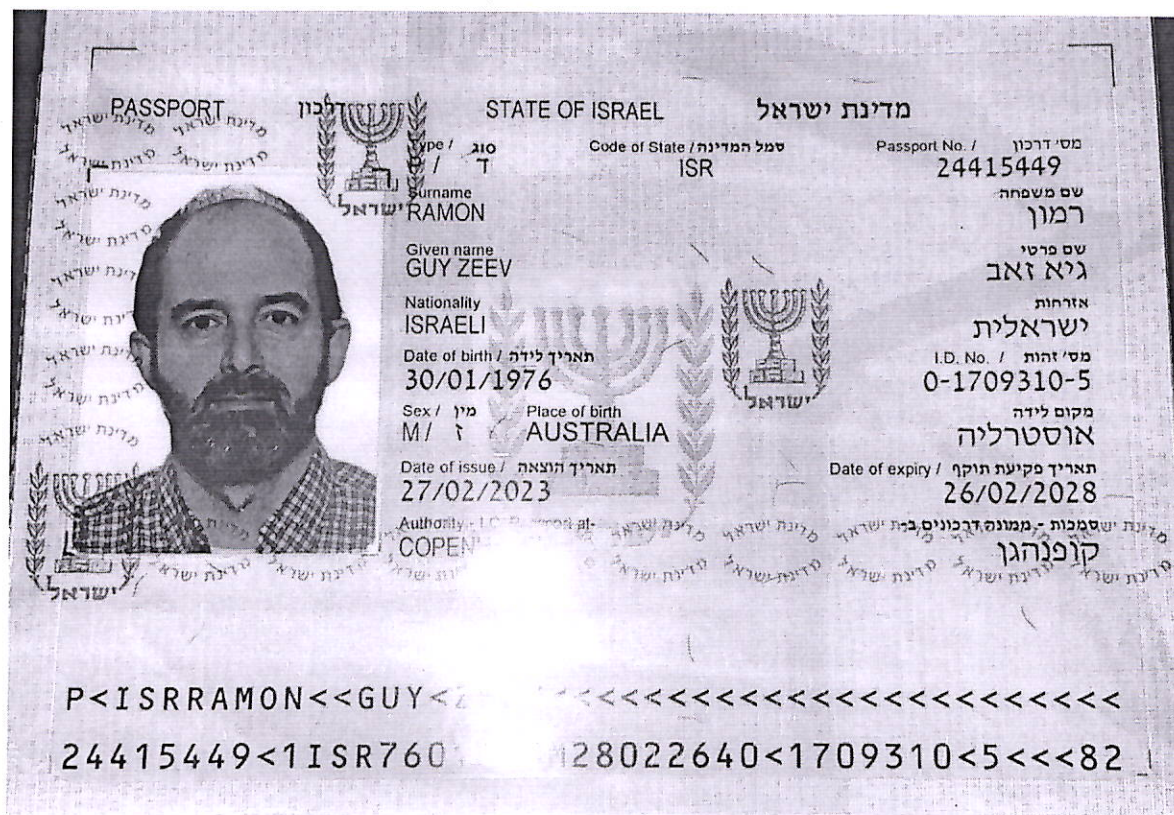 PASSPORT דרכון STATE OF ISRAEL מדינת ישראל
Type / סוג Code of State / סמל המדינה Passport No. / מס׳ דרכון
/ ד ISR 24415449
Surname שם משפחה
RAMON רמון
Given name שם פרטי
GUY ZEEV גיא זאב
Nationality אזרחות
ISRAELI ישראלית
Date of birth / תאריך לידה I.D. No. / מס׳ זהות
30/01/1976 0-1709310-5
Sex / מין Place of birth מקום לידה
M/ ז AUSTRALIA אוסטרליה
Date of issue / תאריך הוצאה Date of expiry / תאריך פקיעת תוקף
27/02/2023 26/02/2028
Authority - at- סמכות - ממונה דרכונים ב-
COPEN קופנהגן
ישראל
ישראל
ישראל
P<ISRRAMON<<GUY< <<<<<<<<<<<<<<<<<<<<<<<
24415449<1ISR760 28022640<1709310<5<<<82